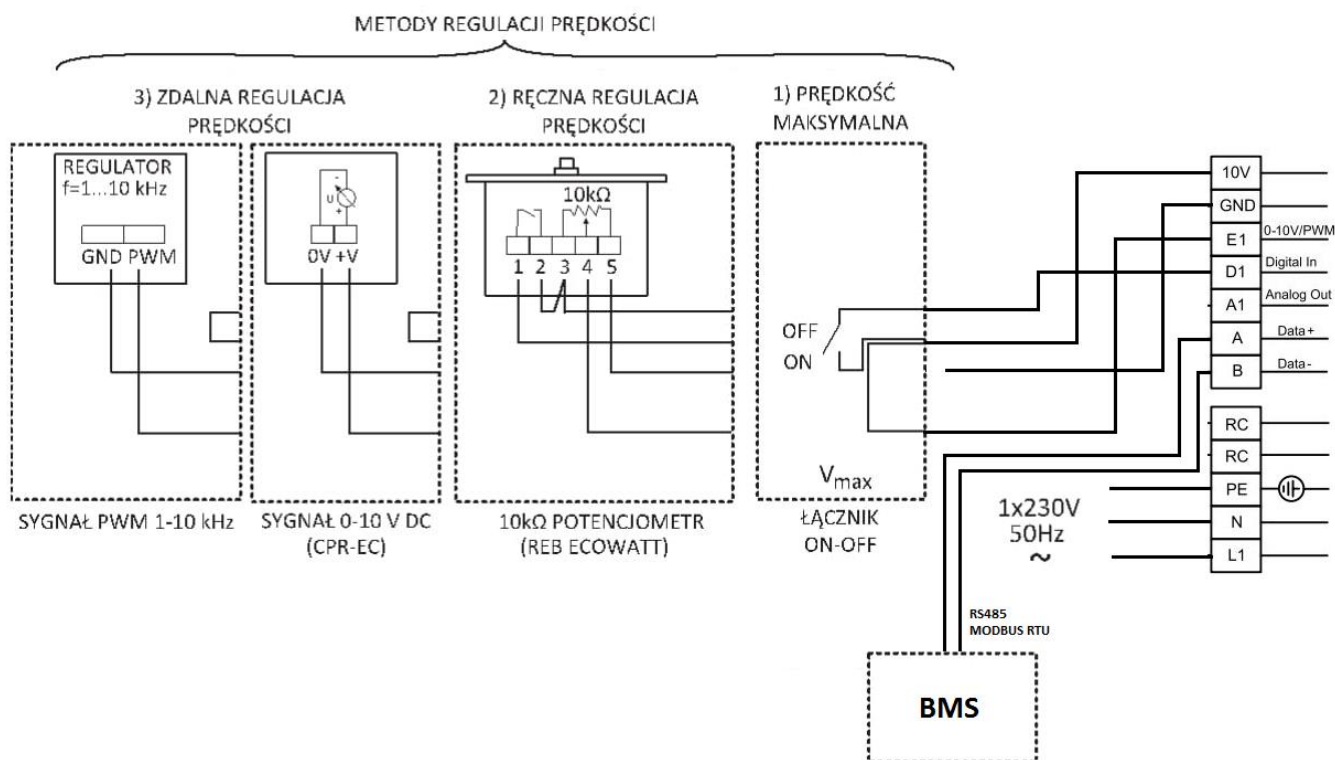 METODY REGULACJI PRĘDKOŚCI
3) ZDALNA REGULACJA
PRĘDKOŚCI
2) RĘCZNA REGULACJA
PRĘDKOŚCI
1) PRĘDKOŚĆ
MAKSYMALNA
REGULATOR
f=1...10 kHz
GND PWM
-
U
+
0V +V
10kΩ
1 2 3 4 5
OFF
ON
Vmax
SYGNAŁ PWM 1-10 kHz
SYGNAŁ 0-10 V DC
(CPR-EC)
10kΩ POTENCJOMETR
(REB ECOWATT)
ŁĄCZNIK
ON-OFF
10V
GND
E1 0-10V/PWM
D1 Digital In
A1 Analog Out
A Data+
B Data-
RC
RC
PE
N
L1
1x230V
50Hz
~
RS485
MODBUS RTU
BMS